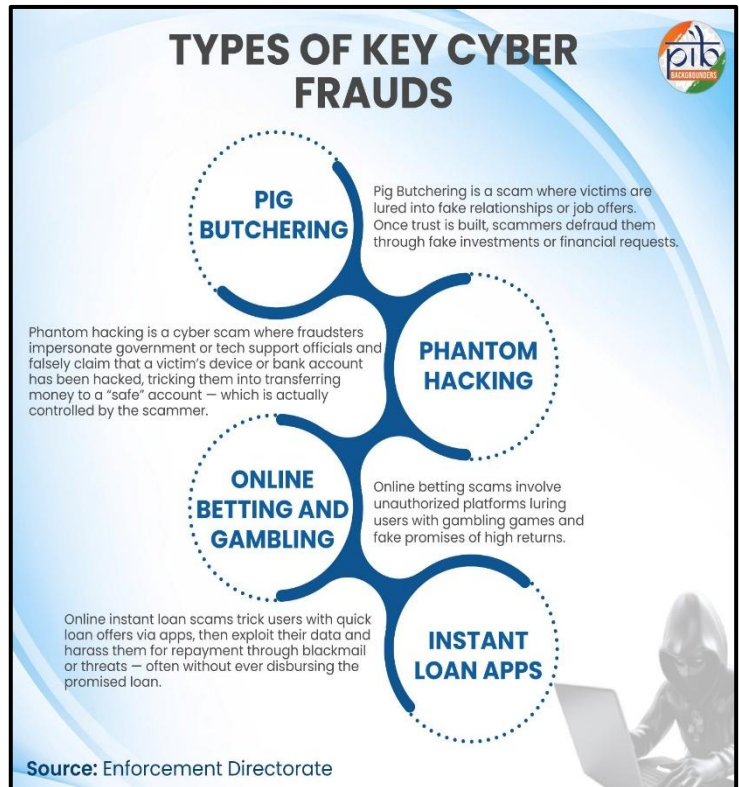 TYPES OF KEY CYBER
FRAUDS
pib
BACKGROUNDERS
PIG
BUTCHERING
Pig Butchering is a scam where victims are
lured into fake relationships or job offers.
Once trust is built, scammers defraud them
through fake investments or financial requests.
Phantom hacking is a cyber scam where fraudsters
impersonate government or tech support officials and
falsely claim that a victim’s device or bank account
has been hacked, tricking them into transferring
money to a “safe” account — which is actually
controlled by the scammer.
PHANTOM
HACKING
ONLINE
BETTING AND
GAMBLING
Online betting scams involve
unauthorized platforms luring
users with gambling games and
fake promises of high returns.
Online instant loan scams trick users with quick
loan offers via apps, then exploit their data and
harass them for repayment through blackmail
or threats — often without ever disbursing the
promised loan.
INSTANT
LOAN APPS
Source: Enforcement Directorate